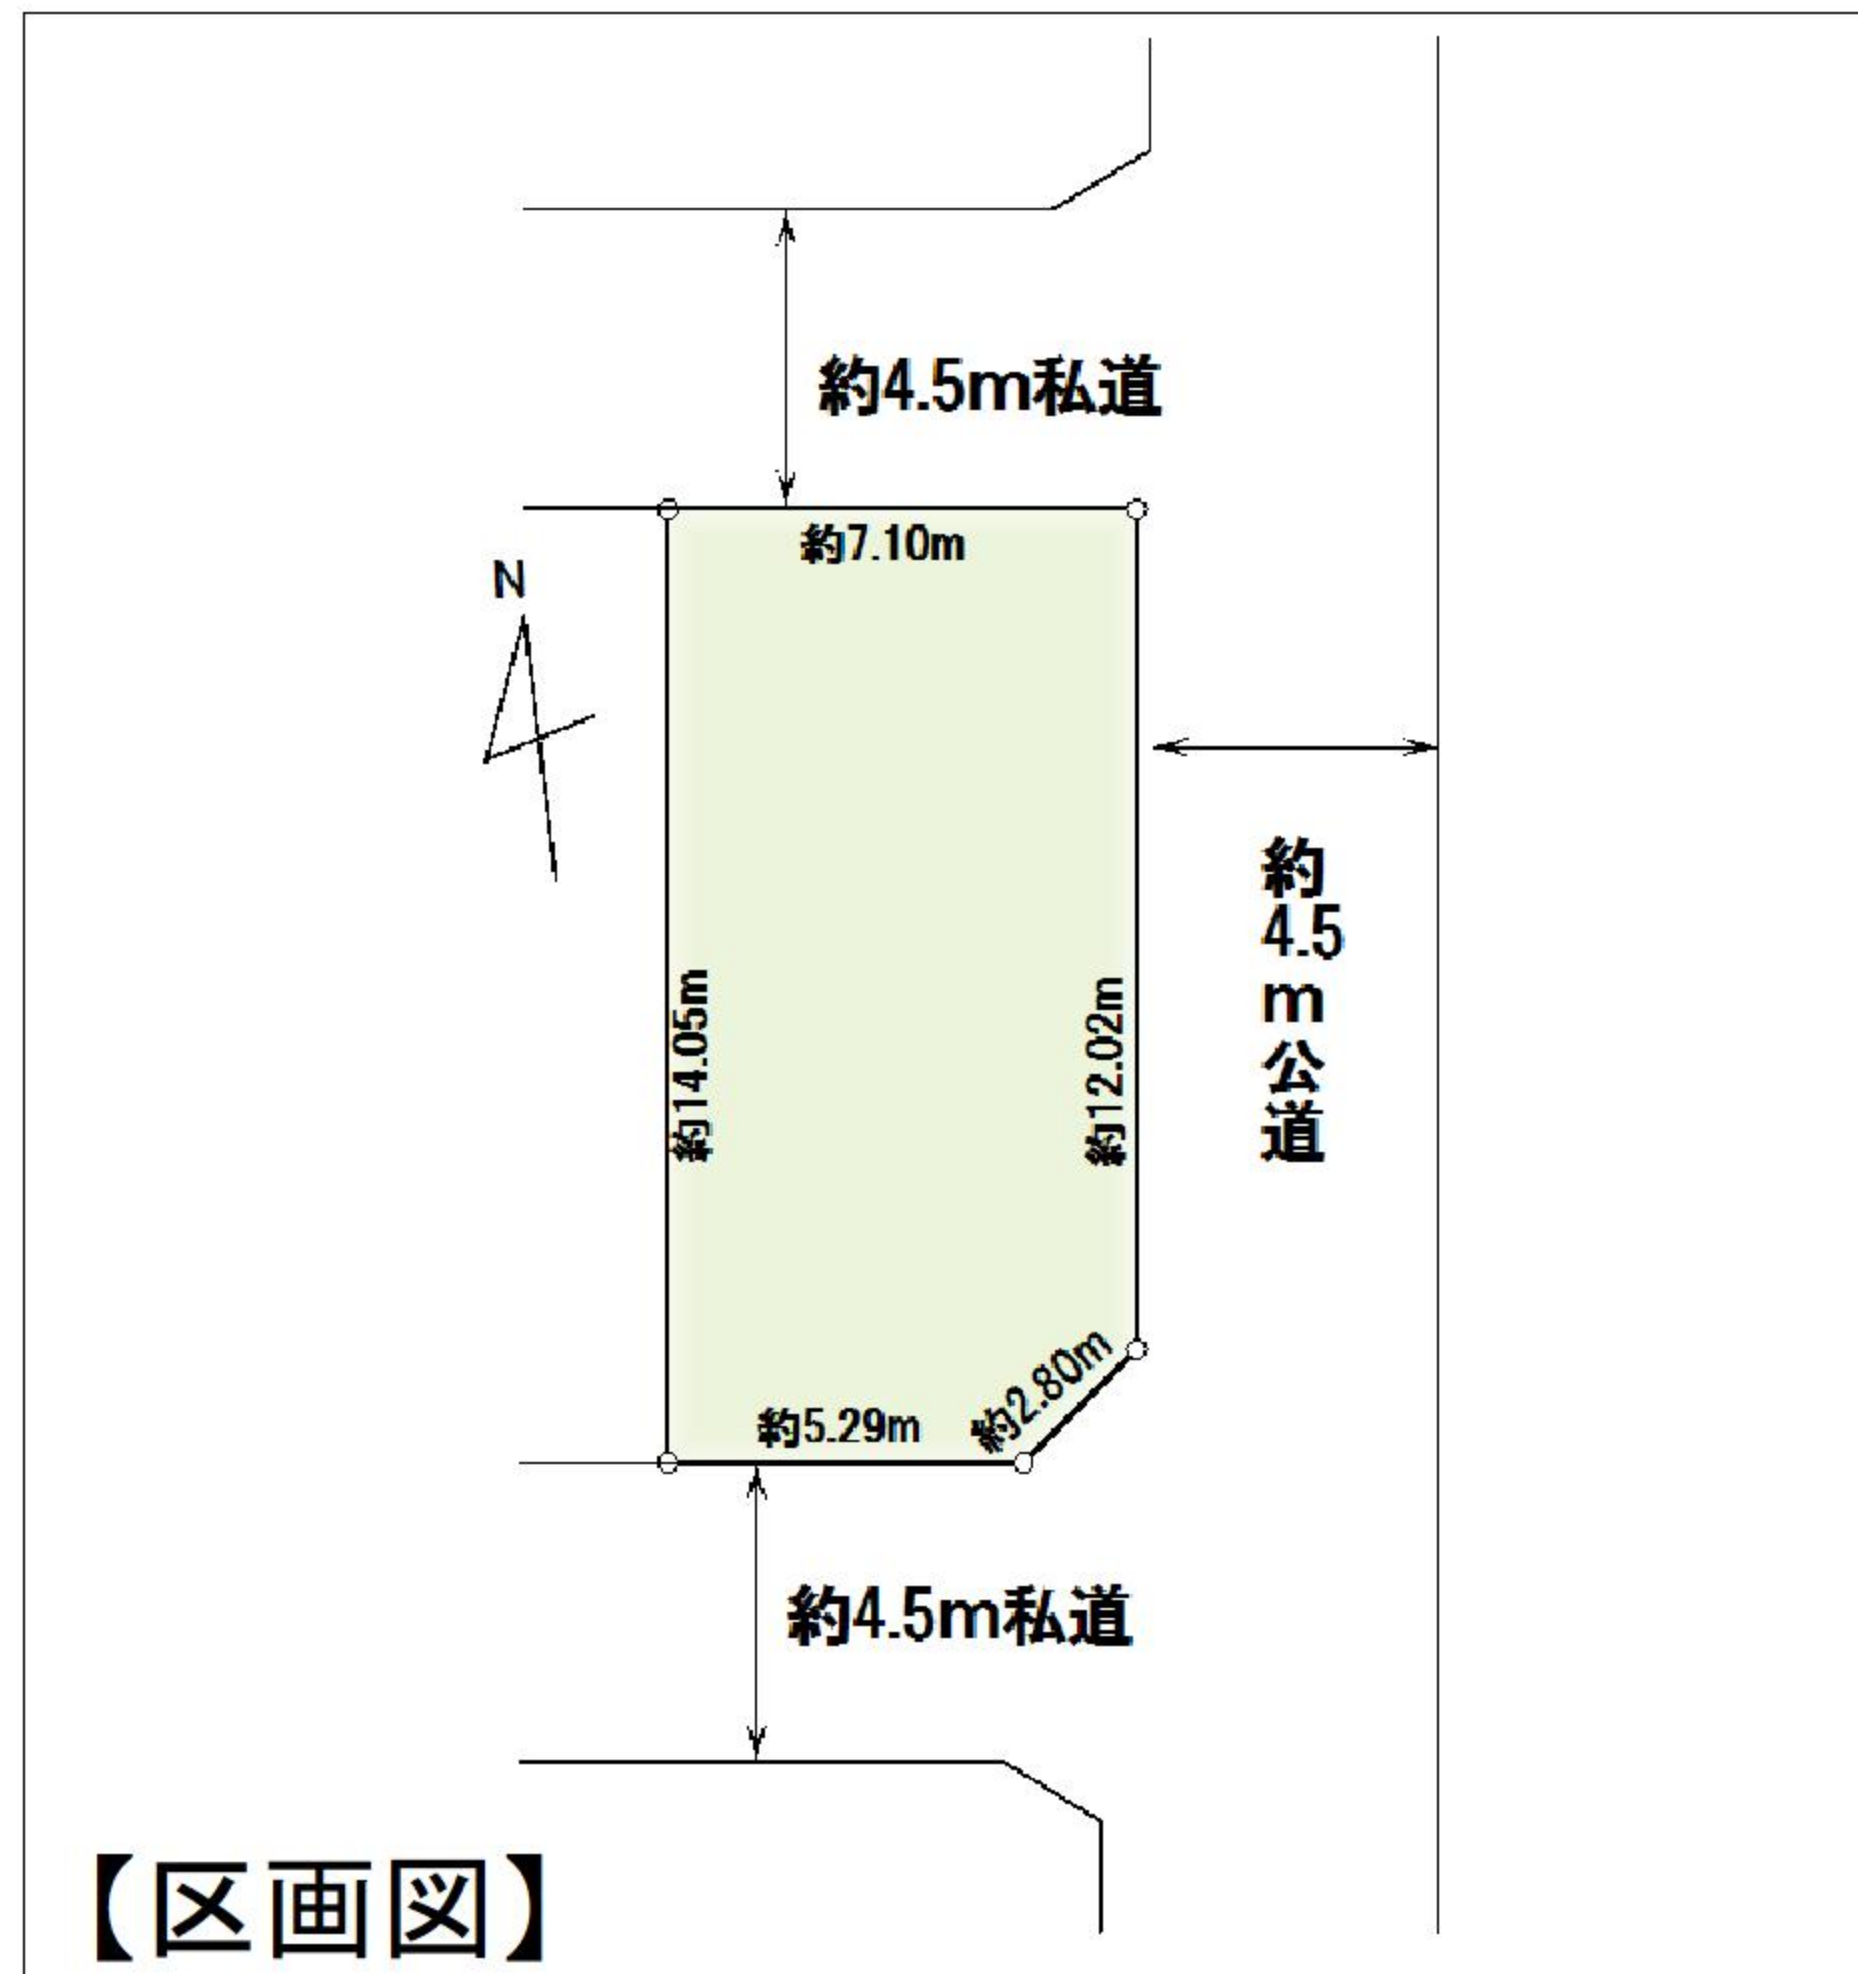 約4.5m私道
約7.10m
N
約
4.5
m
公
道
約14.05m
約12.02m
約2.80m
約5.29m
約4.5m私道
【区画図】